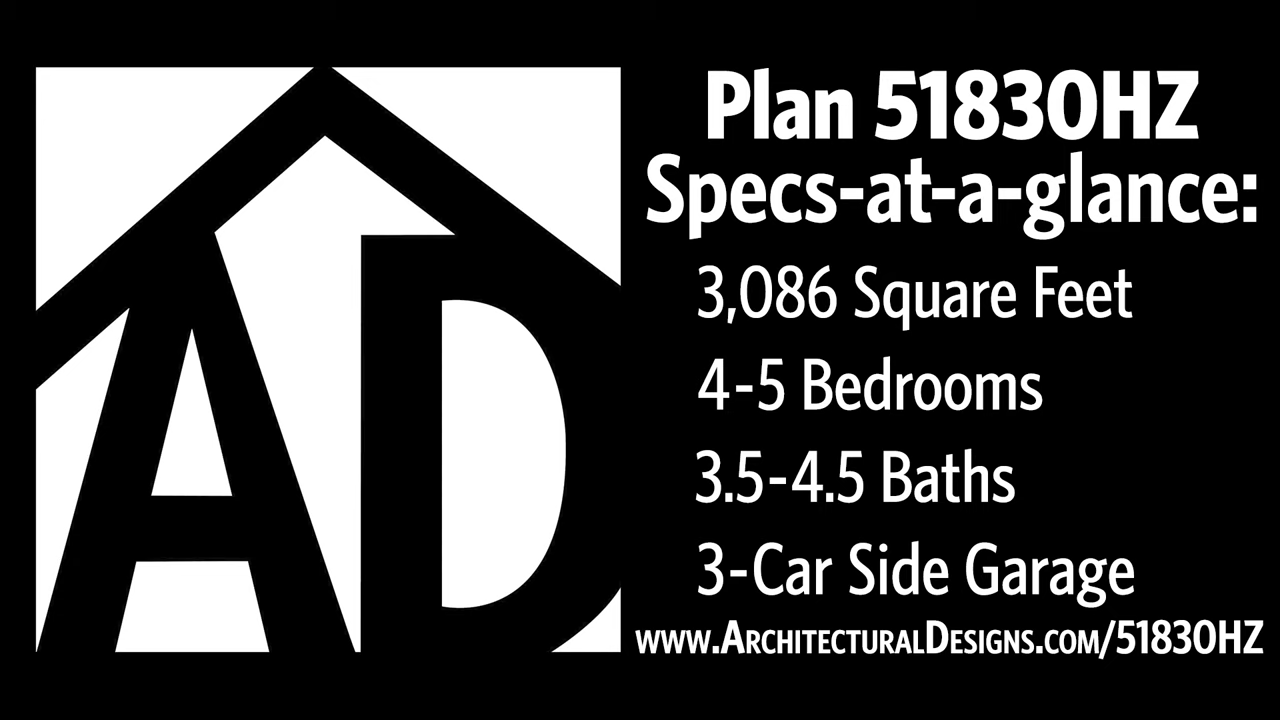 AD
Plan 51830HZ
Specs-at-a-glance:
3,086 Square Feet
4-5 Bedrooms
3.5-4.5 Baths
3-Car Side Garage
www.ArchitecturalDesigns.com/51830HZ